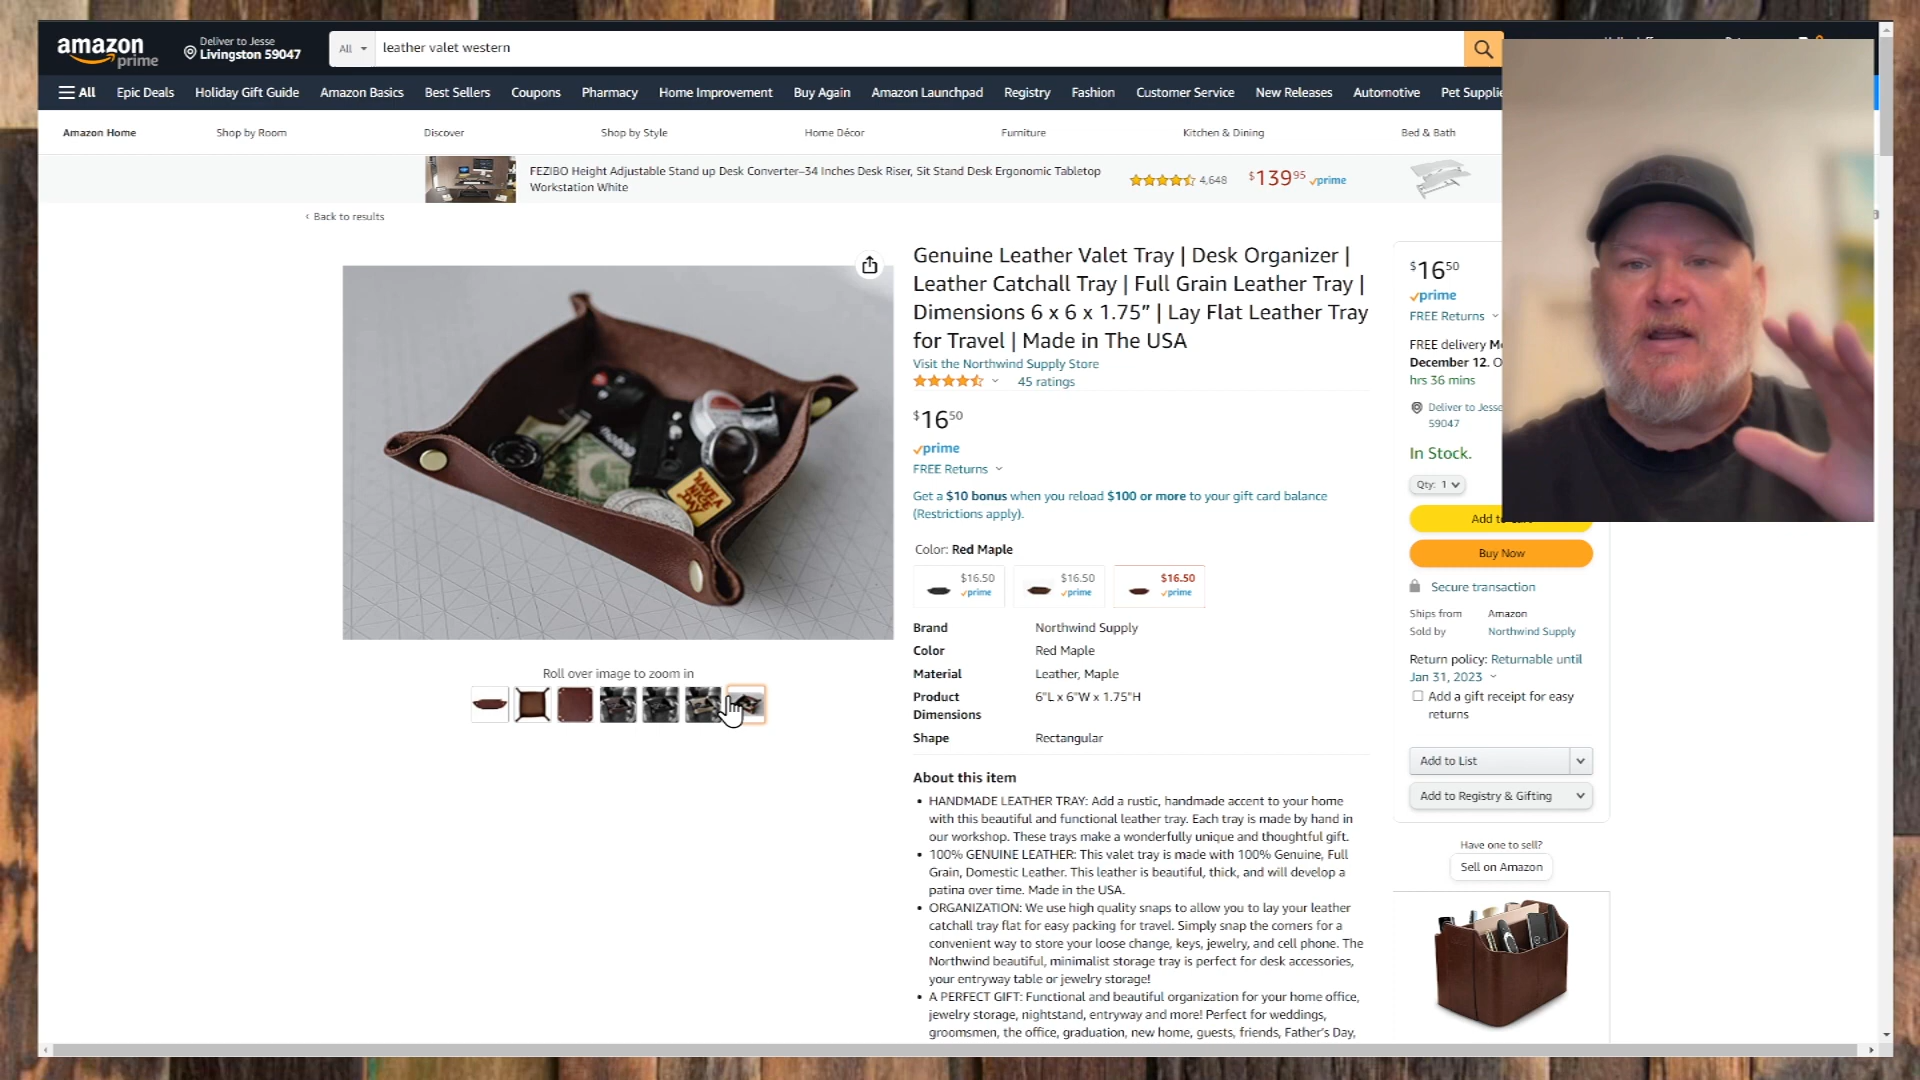 amazon
prime
Deliver to Jesse
Livingston 59047
All
leather valet western
All
Epic Deals
Holiday Gift Guide
Amazon Basics
Best Sellers
Coupons
Pharmacy
Home Improvement
Buy Again
Amazon Launchpad
Registry
Fashion
Customer Service
New Releases
Automotive
Pet Supplie
Amazon Home
Shop by Room
Discover
Shop by Style
Home Décor
Furniture
Kitchen & Dining
Bed & Bath
FEZIBO Height Adjustable Stand up Desk Converter–34 Inches Desk Riser, Sit Stand Desk Ergonomic Tabletop
Workstation White
4,648
$139.95 prime
‹ Back to results
HAVE A
NICE
DAY
Roll over image to zoom in
Genuine Leather Valet Tray | Desk Organizer |
Leather Catchall Tray | Full Grain Leather Tray |
Dimensions 6 x 6 x 1.75” | Lay Flat Leather Tray
for Travel | Made in The USA
Visit the Northwind Supply Store
45 ratings
$16.50
prime
FREE Returns
Get a $10 bonus when you reload $100 or more to your gift card balance
(Restrictions apply).
Color: Red Maple
$16.50
prime
$16.50
prime
$16.50
prime
Brand Northwind Supply
Color Red Maple
Material Leather, Maple
Product Dimensions 6"L x 6"W x 1.75"H
Shape Rectangular
About this item
• HANDMADE LEATHER TRAY: Add a rustic, handmade accent to your home
with this beautiful and functional leather tray. Each tray is made by hand in
our workshop. These trays make a wonderfully unique and thoughtful gift.
• 100% GENUINE LEATHER: This valet tray is made with 100% Genuine, Full
Grain, Domestic Leather. This leather is beautiful, thick, and will develop a
patina over time. Made in the USA.
• ORGANIZATION: We use high quality snaps to allow you to lay your leather
catchall tray flat for easy packing for travel. Simply snap the corners for a
convenient way to store your loose change, keys, jewelry, and cell phone. The
Northwind beautiful, minimalist storage tray is perfect for desk accessories,
your entryway table or jewelry storage!
• A PERFECT GIFT: Functional and beautiful organization for your home office,
jewelry storage, nightstand, entryway and more! Perfect for weddings,
groomsmen, the office, graduation, new home, guests, friends, Father's Day,
$16.50
prime
FREE Returns
FREE delivery
December 12.
hrs 36 mins
Deliver to Jesse
59047
In Stock.
Qty: 1
Add
Buy Now
Secure transaction
Ships from Amazon
Sold by Northwind Supply
Return policy: Returnable until
Jan 31, 2023
Add a gift receipt for easy
returns
Add to List
Add to Registry & Gifting
Have one to sell?
Sell on Amazon